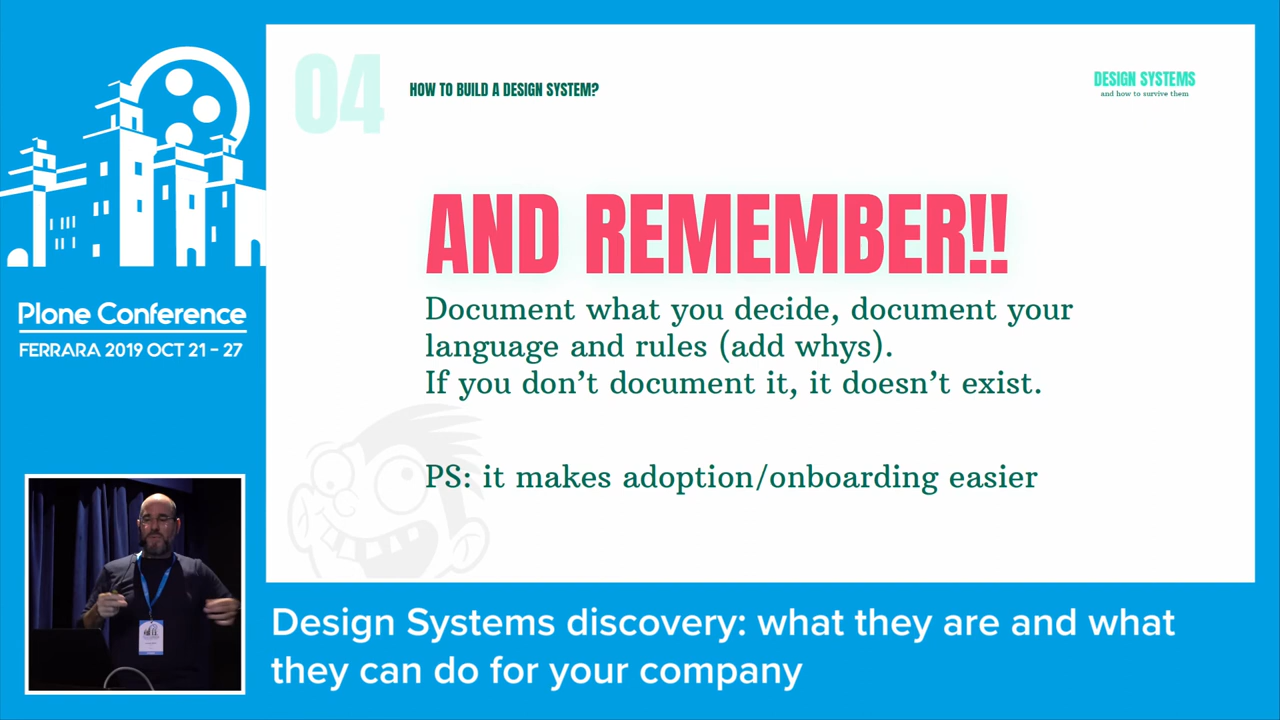 04
HOW TO BUILD A DESIGN SYSTEM?
DESIGN SYSTEMS
and how to survive them
AND REMEMBER!!
Document what you decide, document your
language and rules (add whys).
If you don't document it, it doesn't exist.
PS: it makes adoption/onboarding easier
Plone Conference
FERRARA 2019 OCT 21 - 27
Design Systems discovery: what they are and what
they can do for your company